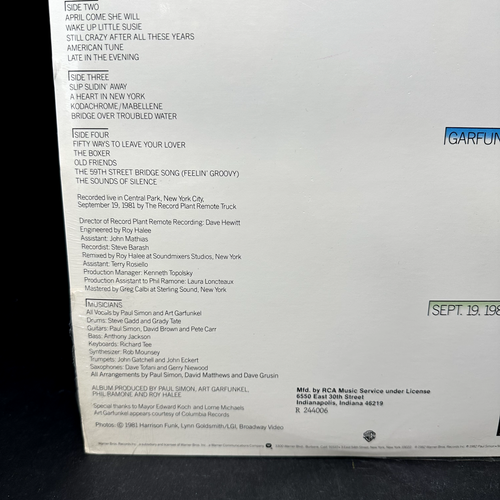 SIDE TWO
APRIL COME SHE WILL
WAKE UP LITTLE SUSIE
STILL CRAZY AFTER ALL THESE YEARS
AMERICAN TUNE
LATE IN THE EVENING
SIDE THREE
SLIP SLIDIN' AWAY
A HEART IN NEW YORK
KODACHROME/MABELLENE
BRIDGE OVER TROUBLED WATER
SIDE FOUR
FIFTY WAYS TO LEAVE YOUR LOVER
THE BOXER
OLD FRIENDS
THE 59TH STREET BRIDGE SONG (FEELIN' GROOVY)
THE SOUNDS OF SILENCE
GARFUN
Recorded live in Central Park, New York City,
September 19, 1981 by The Record Plant Remote Truck
Director of Record Plant Remote Recording: Dave Hewitt
Engineered by Roy Halee
Assistant: John Mathias
Recordist: Steve Barash
Remixed by Roy Halee at Soundmixers Studios, New York
Assistant: Terry Rosiello
Production Manager: Kenneth Topolsky
Production Assistant to Phil Ramone: Laura Loncteaux
Mastered by Greg Calbi at Sterling Sound, New York
MUSICIANS
All Vocals by Paul Simon and Art Garfunkel
Drums: Steve Gadd and Grady Tate
Guitars: Paul Simon, David Brown and Pete Carr
Bass: Anthony Jackson
Keyboards: Richard Tee
Synthesizer: Rob Mounsey
Trumpets: John Gatchell and John Eckert
Saxophones: Dave Tofani and Gerry Niewood
All Arrangements by Paul Simon, David Matthews and Dave Grusin
SEPT. 19, 198
ALBUM PRODUCED BY PAUL SIMON, ART GARFUNKEL,
PHIL RAMONE AND ROY HALEE
Special thanks to Mayor Edward Koch and Lorne Michaels
Art Garfunkel appears courtesy of Columbia Records
Photos: © 1981 Harrison Funk, Lynn Goldsmith/LGI, Broadway Video
Mfd. by RCA Music Service under License
6550 East 30th Street
Indianapolis, Indiana 46219
R 244006